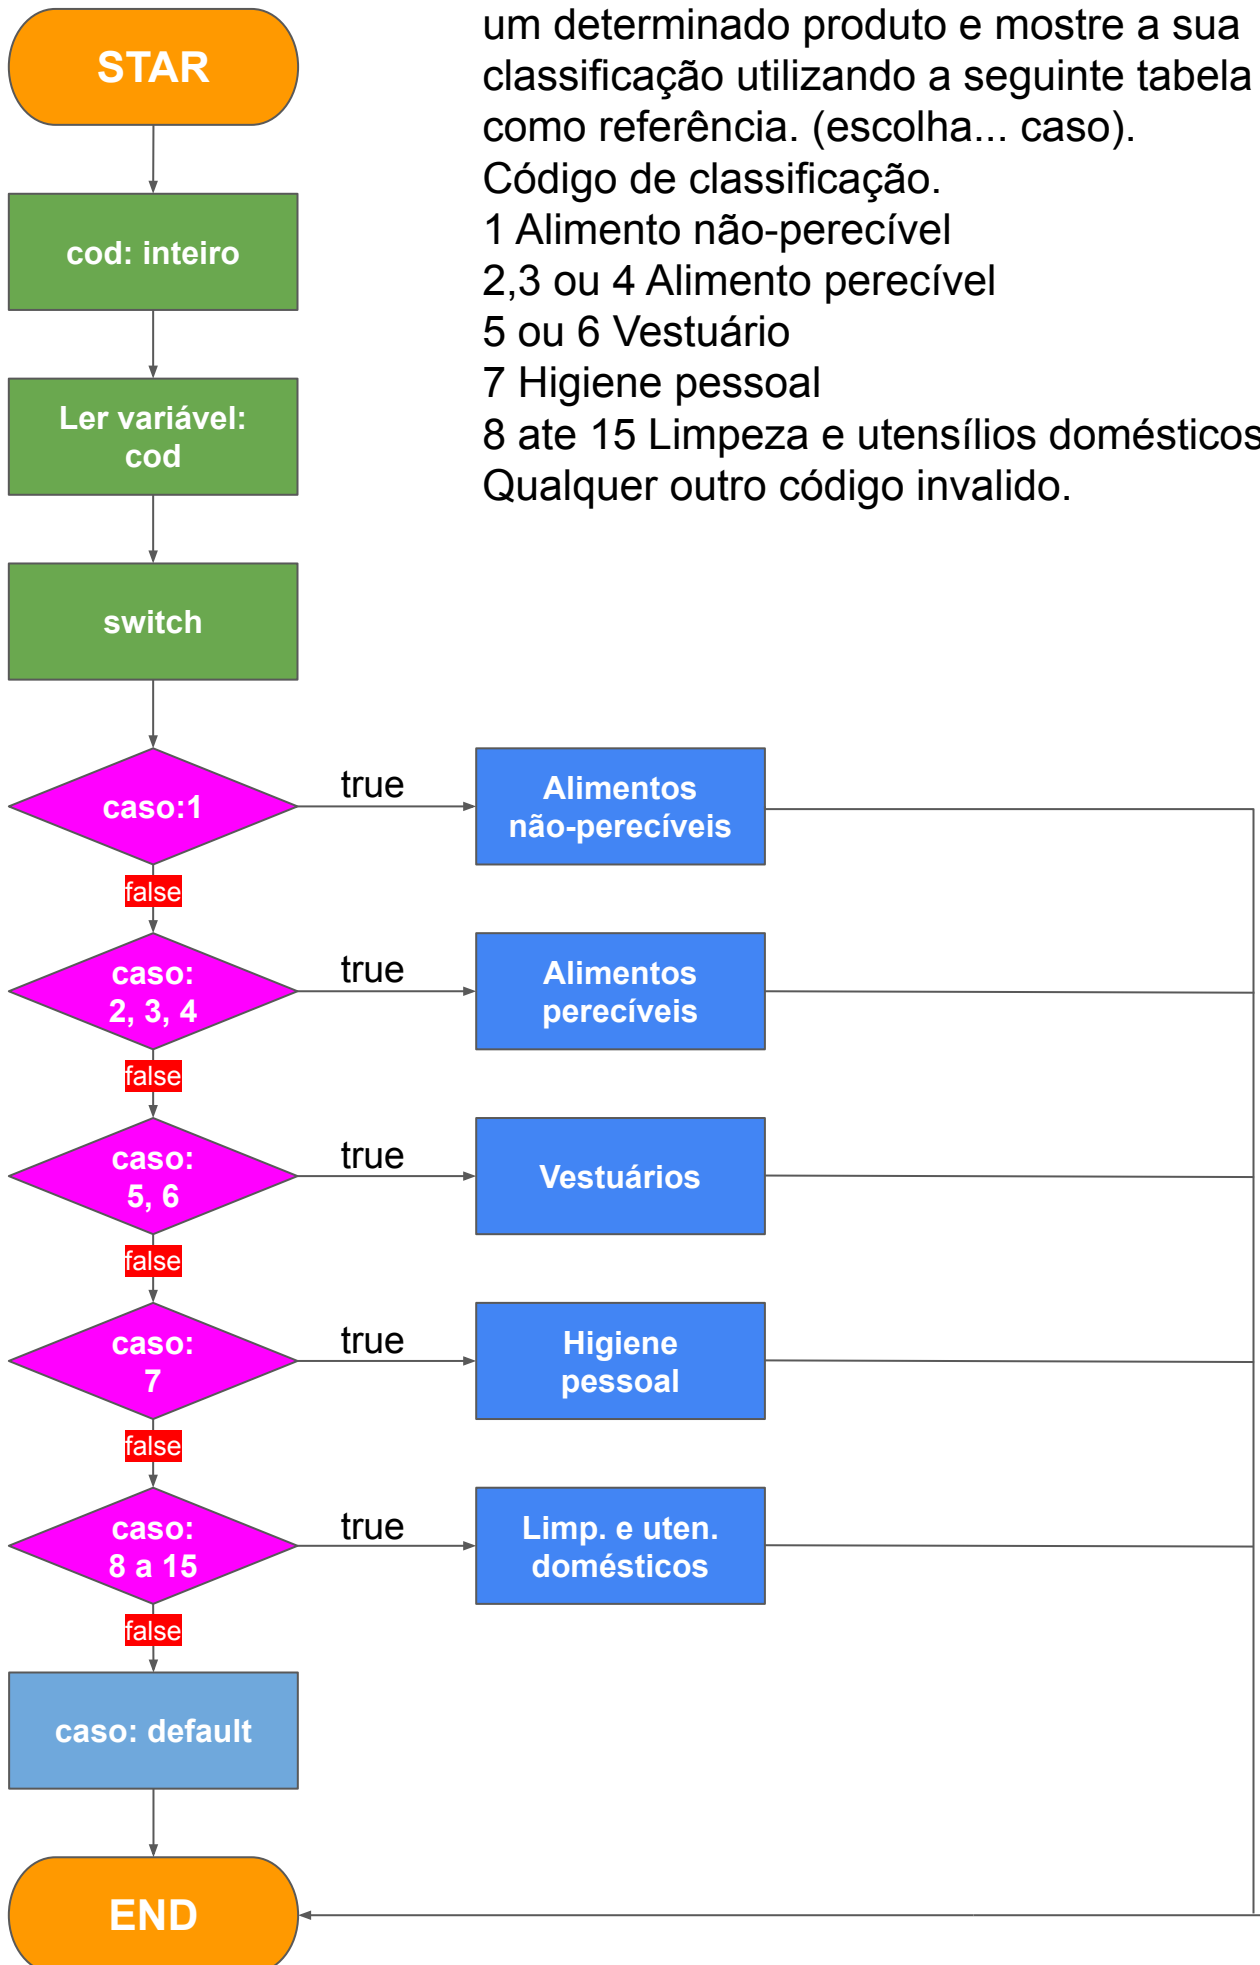 um determinado produto e mostre a sua
classificação utilizando a seguinte tabela
como referência. (escolha... caso).
Código de classificação.
1 Alimento não-perecível
2,3 ou 4 Alimento perecível
5 ou 6 Vestuário
7 Higiene pessoal
8 ate 15 Limpeza e utensílios domésticos
Qualquer outro código invalido.
STAR
cod: inteiro
Ler variável:
cod
switch
caso:1
true
Alimentos
não-perecíveis
false
caso:
2, 3, 4
true
Alimentos
perecíveis
false
caso:
5, 6
true
Vestuários
false
caso:
7
true
Higiene
pessoal
false
caso:
8 a 15
true
Limp. e uten.
domésticos
false
caso: default
END